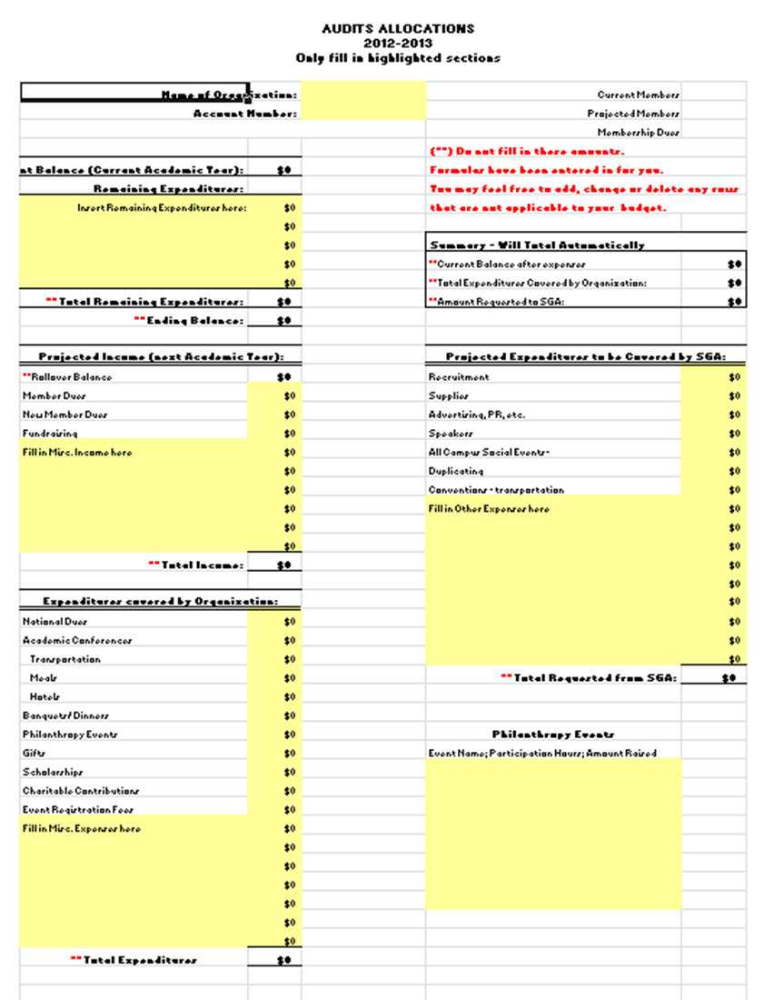 AUDITS ALLOCATIONS
2012-2013
Only fill in highlighted sections
Name of Organization:
Account Number:
Current Members
Projected Members
Membership Dues
(**) Do not fill in these amounts.
Formulas have been entered in for you.
You may feel free to add, change or delete any rows
that are not applicable to your budget.
nt Balance (Current Academic Year): $0
Remaining Expenditures:
Insert Remaining Expenditures here: $0
$0
$0
$0
$0
**Total Remaining Expenditures: $0
**Ending Balance: $0
Summary - Will Total Automatically
**Current Balance after expenses $0
**Total Expenditures Covered by Organization: $0
**Amount Requested to SGA: $0
Projected Income (next Academic Year):
**Rollover Balance $0
Member Dues $0
New Member Dues $0
Fundraising $0
Fill in Misc. Income here $0
$0
$0
$0
$0
$0
**Total Income: $0
Expenditures covered by Organization:
National Dues $0
Academic Conferences $0
Transportation $0
Meals $0
Hotels $0
Banquets/ Dinners $0
Philanthropy Events $0
Gifts $0
Scholarships $0
Charitable Contributions $0
Event Registration Fees $0
Fill in Misc. Expenses here $0
$0
$0
$0
$0
$0
$0
**Total Expenditures $0
Projected Expenditures to be Covered by SGA:
Recruitment $0
Supplies $0
Advertising, PR, etc. $0
Speakers $0
All Campus Social Events- $0
Duplicating $0
Conventions - transportation $0
Fill in Other Expenses here $0
$0
$0
$0
$0
$0
$0
$0
$0
**Total Requested from SGA: $0
Philanthropy Events
Event Name; Participation Hours; Amount Raised